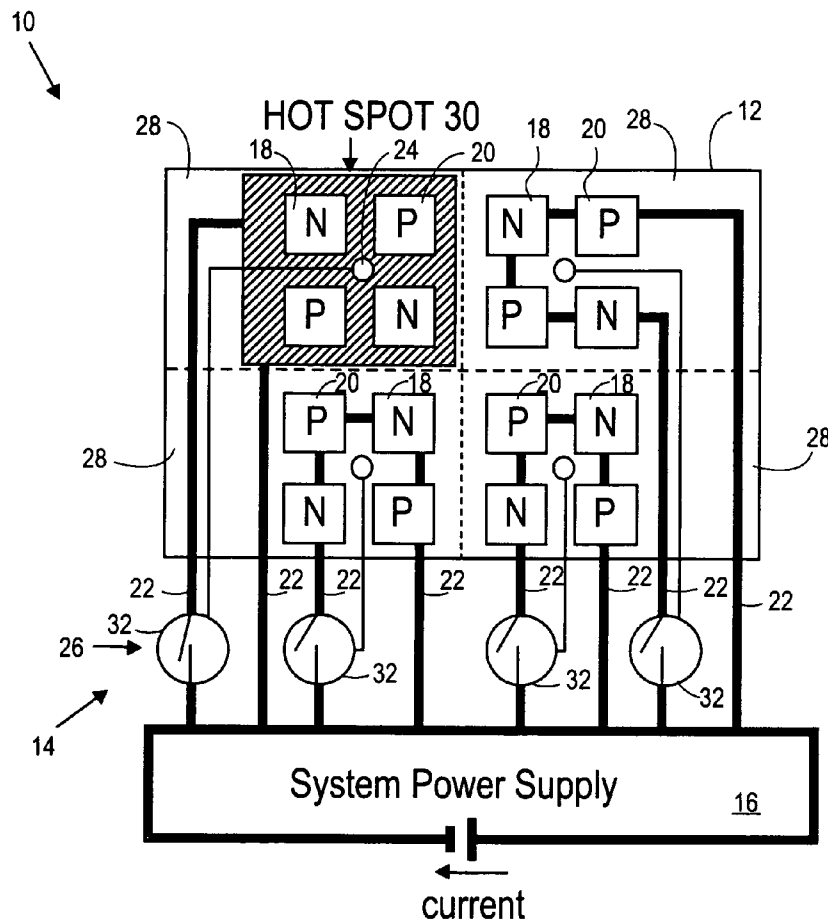 10
HOT SPOT 30
28 18 24 20 18 20 28 12
N P N P
P N P N
20 18 20 18
P N P N
28 28
N P N P
22 22 22 22 22 22 22 22
32
26
32 32 32
14
System Power Supply
16
current